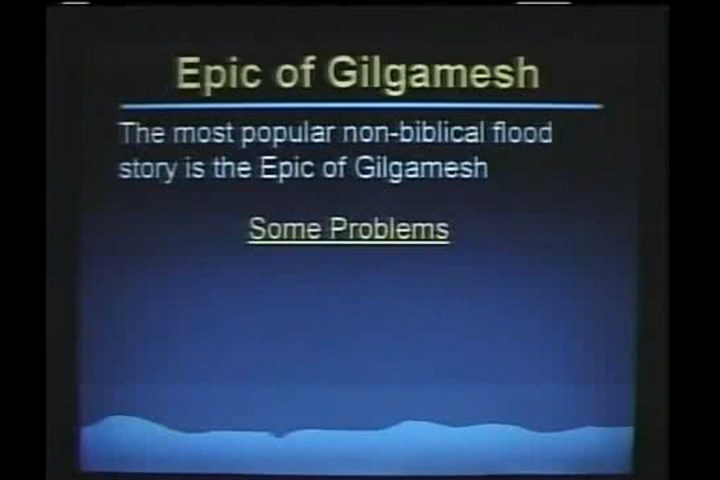 Epic of Gilgamesh
The most popular non-biblical flood
story is the Epic of Gilgamesh
Some Problems